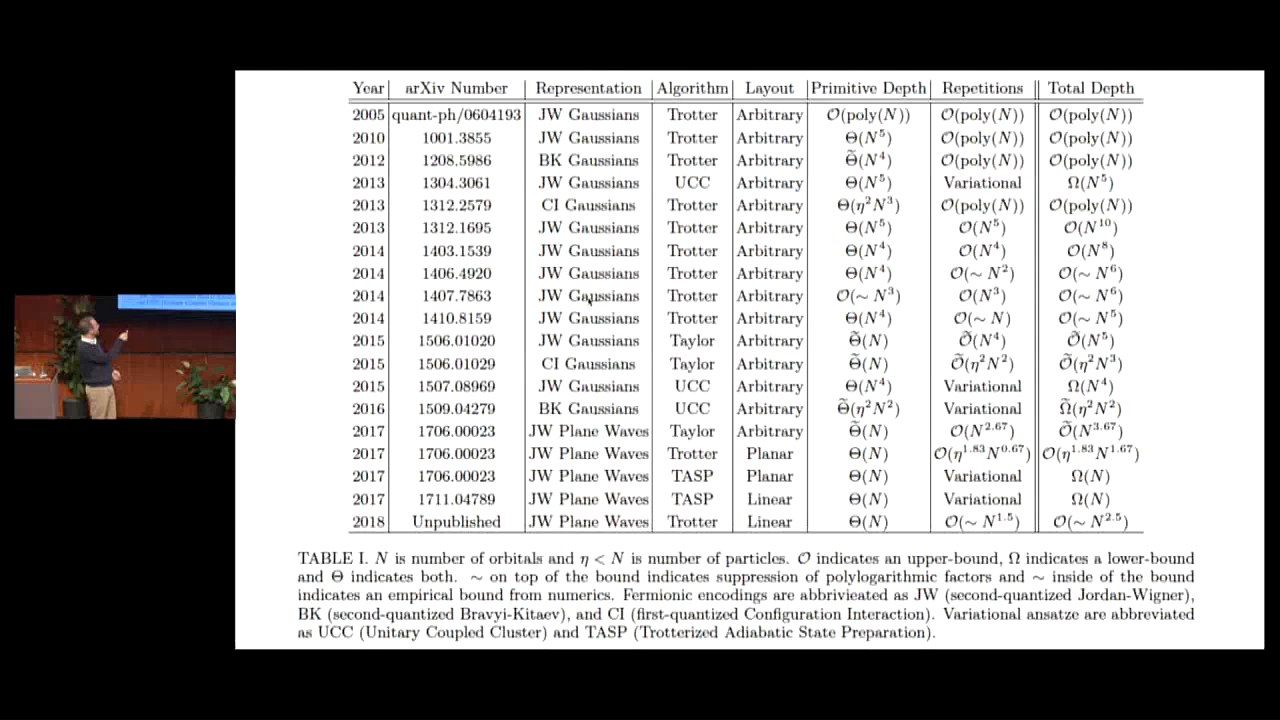 Year arXiv Number Representation Algorithm Layout Primitive Depth Repetitions Total Depth
2005 quant-ph/0604193 JW Gaussians Trotter Arbitrary O(poly(N)) O(poly(N)) O(poly(N))
2010 1001.3855 JW Gaussians Trotter Arbitrary Θ(N⁵) O(poly(N)) O(poly(N))
2012 1208.5986 BK Gaussians Trotter Arbitrary Θ̃(N⁴) O(poly(N)) O(poly(N))
2013 1304.3061 JW Gaussians UCC Arbitrary Θ(N⁵) Variational Ω(N⁵)
2013 1312.2579 CI Gaussians Trotter Arbitrary Θ(η²N³) O(poly(N)) O(poly(N))
2013 1312.1695 JW Gaussians Trotter Arbitrary Θ(N⁵) O(N⁵) O(N¹⁰)
2014 1403.1539 JW Gaussians Trotter Arbitrary Θ(N⁴) O(N⁴) O(N⁸)
2014 1406.4920 JW Gaussians Trotter Arbitrary Θ(N⁴) O(∼ N²) O(∼ N⁶)
2014 1407.7863 JW Gaussians Trotter Arbitrary O(∼ N³) O(N³) O(∼ N⁶)
2014 1410.8159 JW Gaussians Trotter Arbitrary Θ(N⁴) O(∼ N) O(∼ N⁵)
2015 1506.01020 JW Gaussians Taylor Arbitrary Θ̃(N) Õ(N⁴) Õ(N⁵)
2015 1506.01029 CI Gaussians Taylor Arbitrary Θ̃(N) Õ(η²N²) Õ(η²N³)
2015 1507.08969 JW Gaussians UCC Arbitrary Θ(N⁴) Variational Ω(N⁴)
2016 1509.04279 BK Gaussians UCC Arbitrary Θ̃(η²N²) Variational Ω̃(η²N²)
2017 1706.00023 JW Plane Waves Taylor Arbitrary Θ̃(N) O(N^2.67) Õ(N^3.67)
2017 1706.00023 JW Plane Waves Trotter Planar Θ(N) O(η^1.83N^0.67) O(η^1.83N^1.67)
2017 1706.00023 JW Plane Waves TASP Planar Θ(N) Variational Ω(N)
2017 1711.04789 JW Plane Waves TASP Linear Θ(N) Variational Ω(N)
2018 Unpublished JW Plane Waves Trotter Linear Θ(N) O(∼ N^1.5) O(∼ N^2.5)
TABLE I. N is number of orbitals and η < N is number of particles. O indicates an upper-bound, Ω indicates a lower-bound
and Θ indicates both. ∼ on top of the bound indicates suppression of polylogarithmic factors and ∼ inside of the bound
indicates an empirical bound from numerics. Fermionic encodings are abbrivieated as JW (second-quantized Jordan-Wigner),
BK (second-quantized Bravyi-Kitaev), and CI (first-quantized Configuration Interaction). Variational ansatze are abbreviated
as UCC (Unitary Coupled Cluster) and TASP (Trotterized Adiabatic State Preparation).